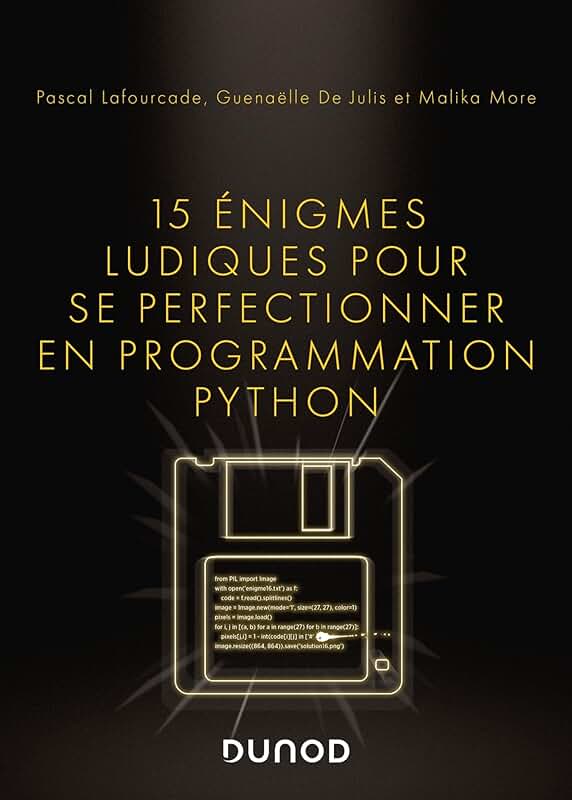 Pascal Lafourcade, Guenaëlle De Julis et Malika More
15 ÉNIGMES
LUDIQUES POUR
SE PERFECTIONNER
EN PROGRAMMATION
PYTHON
from PIL import Image
with open('enigme16.txt') as f:
code = f.read().splitlines()
image = Image.new(mode='1', size=(27, 27), color=1)
pixels = image.load()
for i, j in [(a, b) for a in range(27) for b in range(27)]:
pixels[j,i] = 1 - int(code[i][j] in ['#'
image.resize((864, 864)).save('solution16.png')
DUNOD